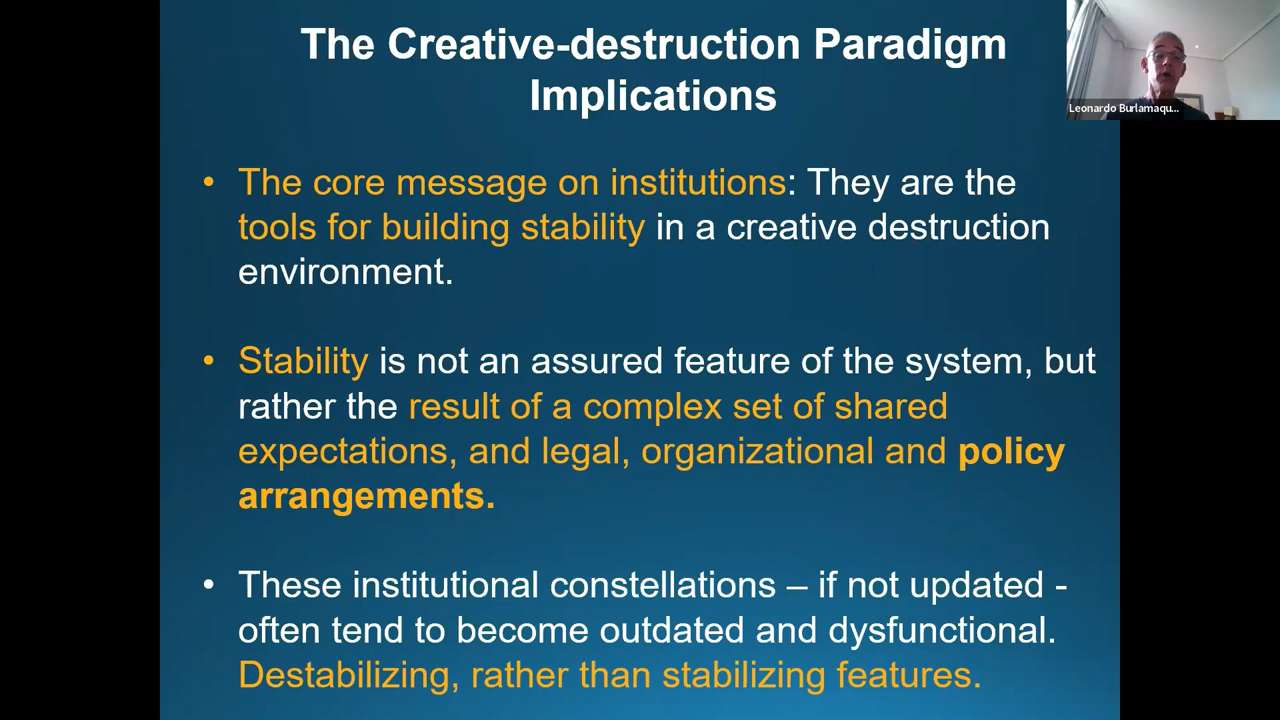 The Creative-destruction Paradigm
Implications
Leonardo Burlamaqu...
• The core message on institutions: They are the
tools for building stability in a creative destruction
environment.
• Stability is not an assured feature of the system, but
rather the result of a complex set of shared
expectations, and legal, organizational and policy
arrangements.
• These institutional constellations – if not updated -
often tend to become outdated and dysfunctional.
Destabilizing, rather than stabilizing features.